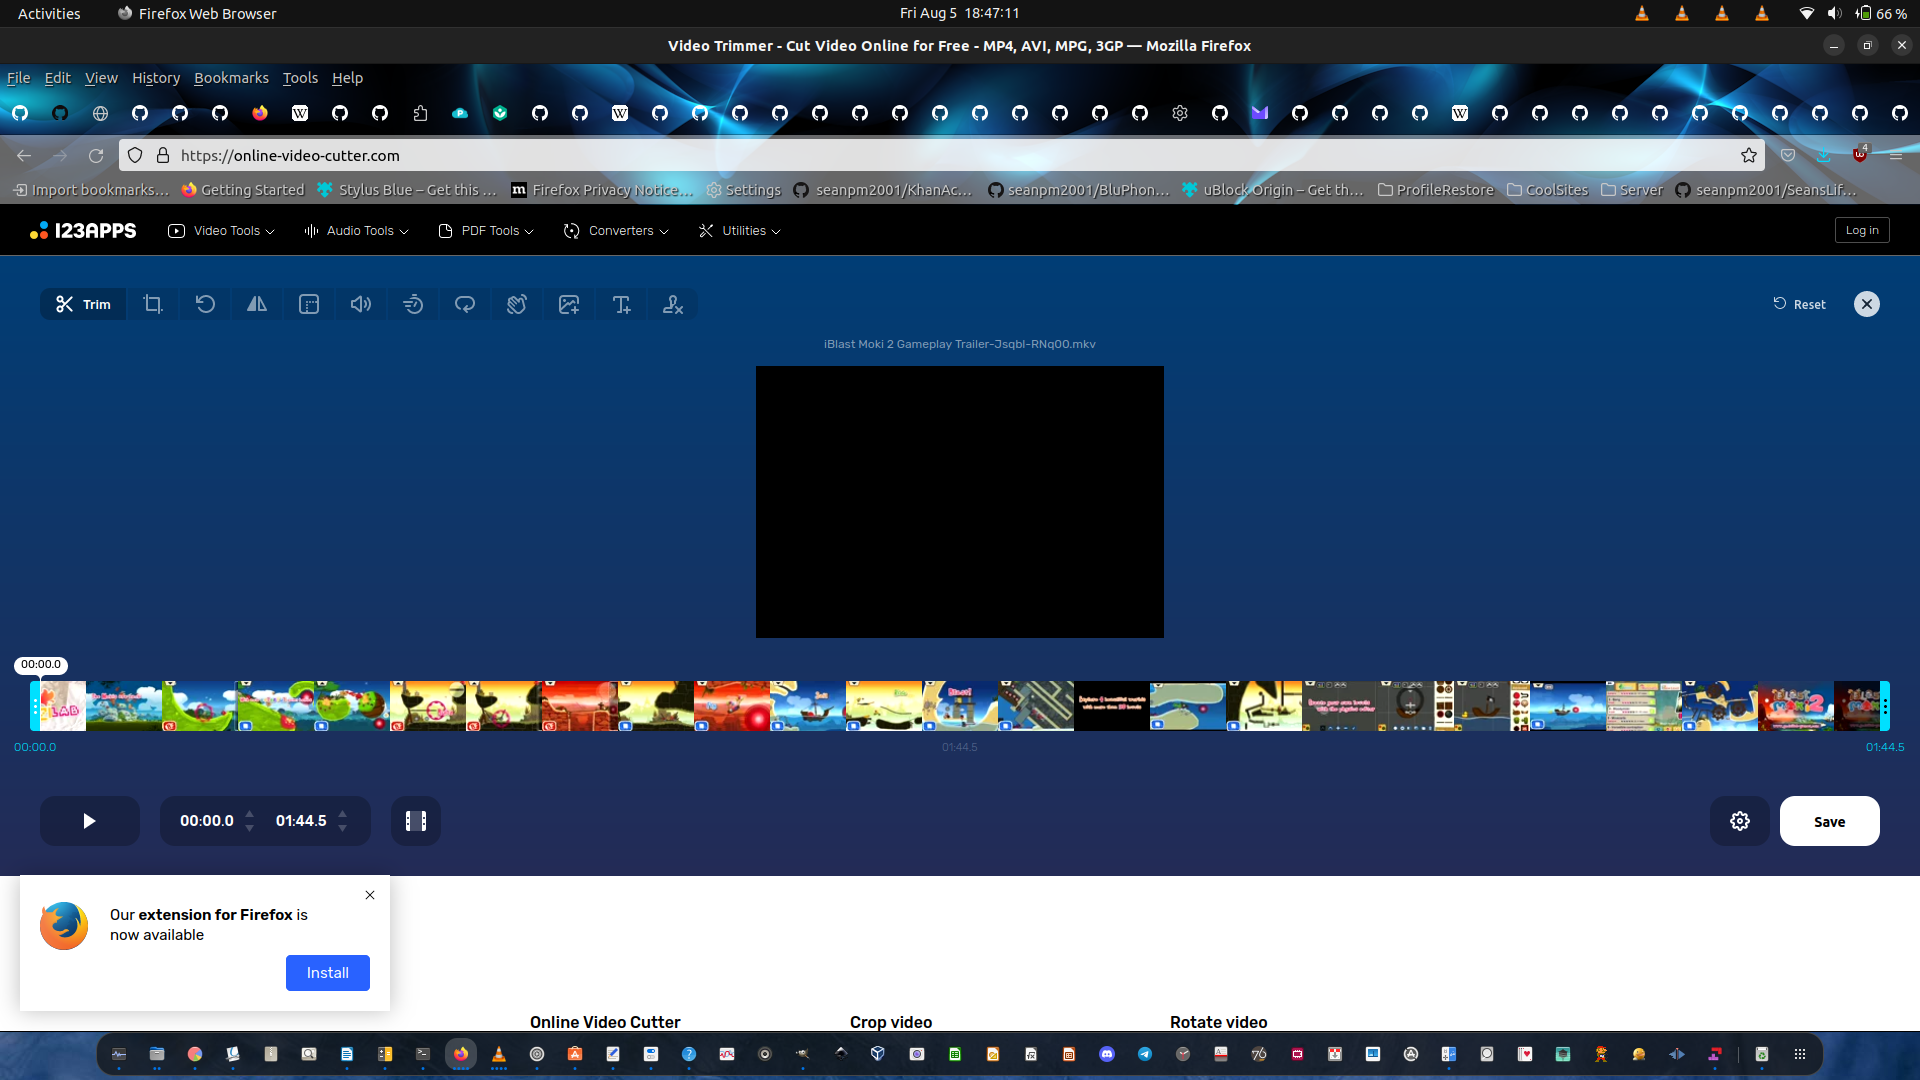 Activities
Firefox Web Browser
Fri Aug 5 18:47:11
66 %
Video Trimmer - Cut Video Online for Free - MP4, AVI, MPG, 3GP — Mozilla Firefox
File Edit View History Bookmarks Tools Help
https://online-video-cutter.com
4
Import bookmarks…
Getting Started
Stylus Blue – Get this …
Firefox Privacy Notice…
Settings
seanpm2001/KhanAc…
seanpm2001/BluPhon…
uBlock Origin – Get th…
ProfileRestore
CoolSites
Server
seanpm2001/SeansLif…
123APPS
Video Tools
Audio Tools
PDF Tools
Converters
Utilities
Log in
Trim
Reset
iBlast Moki 2 Gameplay Trailer-Jsqbl-RNq00.mkv
00:00.0
00:00.0
01:44.5
01:44.5
00:00.0
01:44.5
Save
Our extension for Firefox is
now available
Install
Online Video Cutter
Crop video
Rotate video